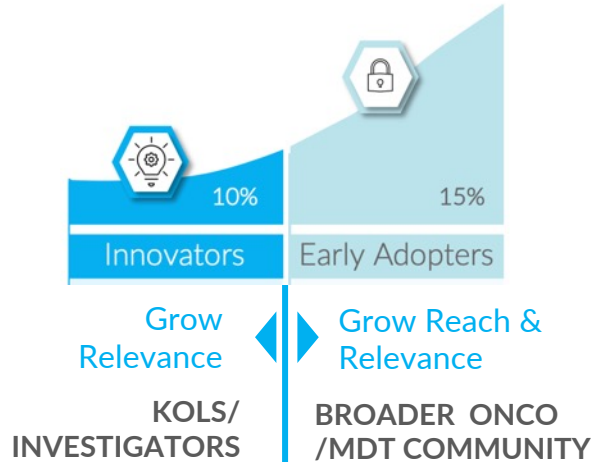 10%
15%
Innovators
Early Adopters
Grow
Relevance
Grow Reach &
Relevance
KOLS/
INVESTIGATORS
BROADER ONCO
/MDT COMMUNITY